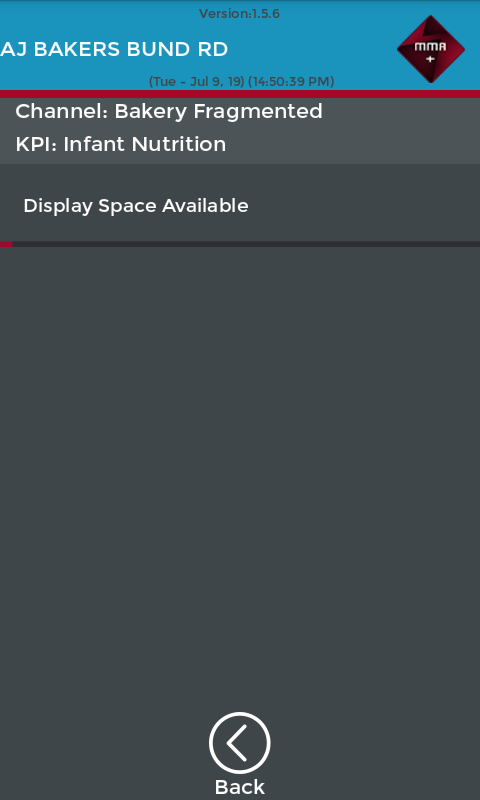 Version:1.5.6
AJ BAKERS BUND RD
MMA
+
(Tue - Jul 9, 19) (14:50:39 PM)
Channel: Bakery Fragmented
KPI: Infant Nutrition
Display Space Available
Back